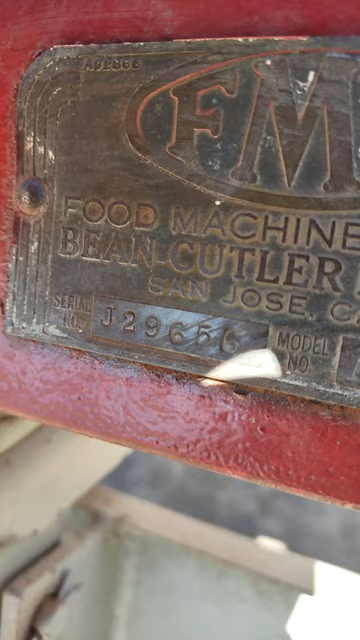 A92866
FM
FOOD MACHINE
BEAN-CUTLER
SAN JOSE, CA
SERIAL NO. J29656 MODEL NO.